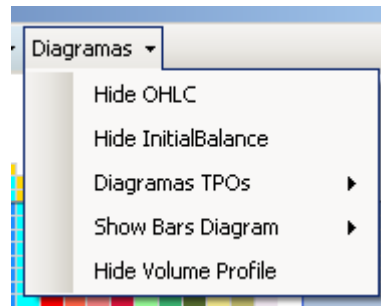 Diagramas
Hide OHLC
Hide InitialBalance
Diagramas TPOs
Show Bars Diagram
Hide Volume Profile